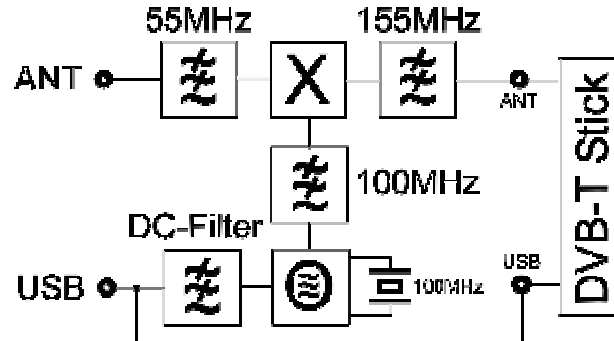 55MHz
155MHz
ANT
X
ANT
DVB-T Stick
100MHz
DC-Filter
USB
100MHz
USB